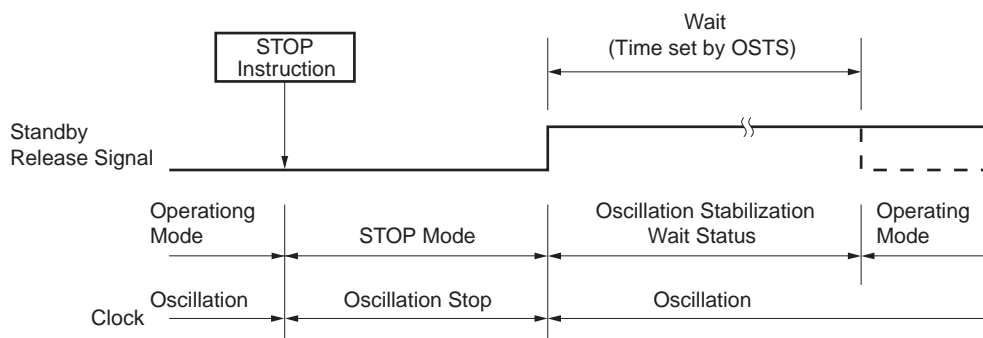 Wait
(Time set by OSTS)
STOP
Instruction
Standby
Release Signal
Operationg
Mode
STOP Mode
Oscillation Stabilization
Wait Status
Operating
Mode
Clock
Oscillation
Oscillation Stop
Oscillation